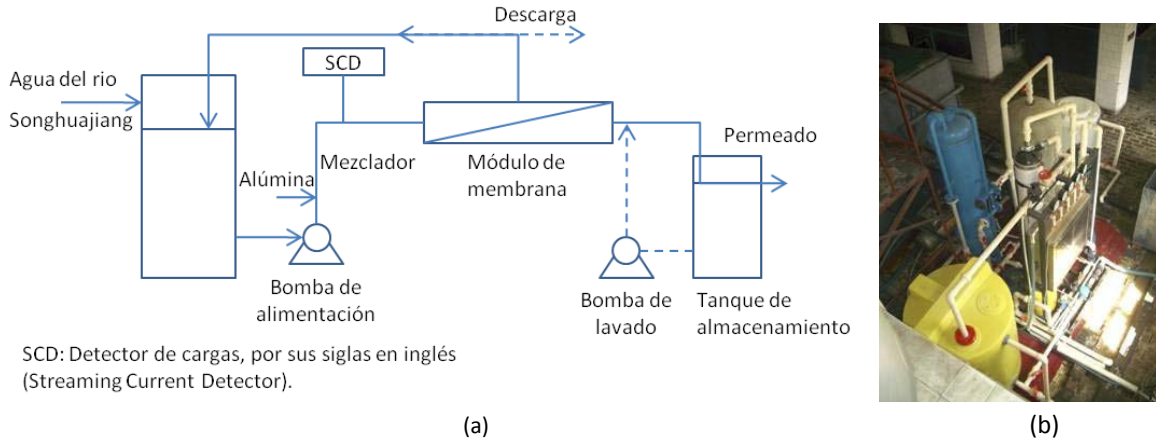 Descarga
SCD
Agua del rio
Songhuajiang
Mezclador
Alúmina
Módulo de
membrana
Permeado
Bomba de
alimentación
Bomba de
lavado
Tanque de
almacenamiento
SCD: Detector de cargas, por sus siglas en inglés
(Streaming Current Detector).
(a)
(b)